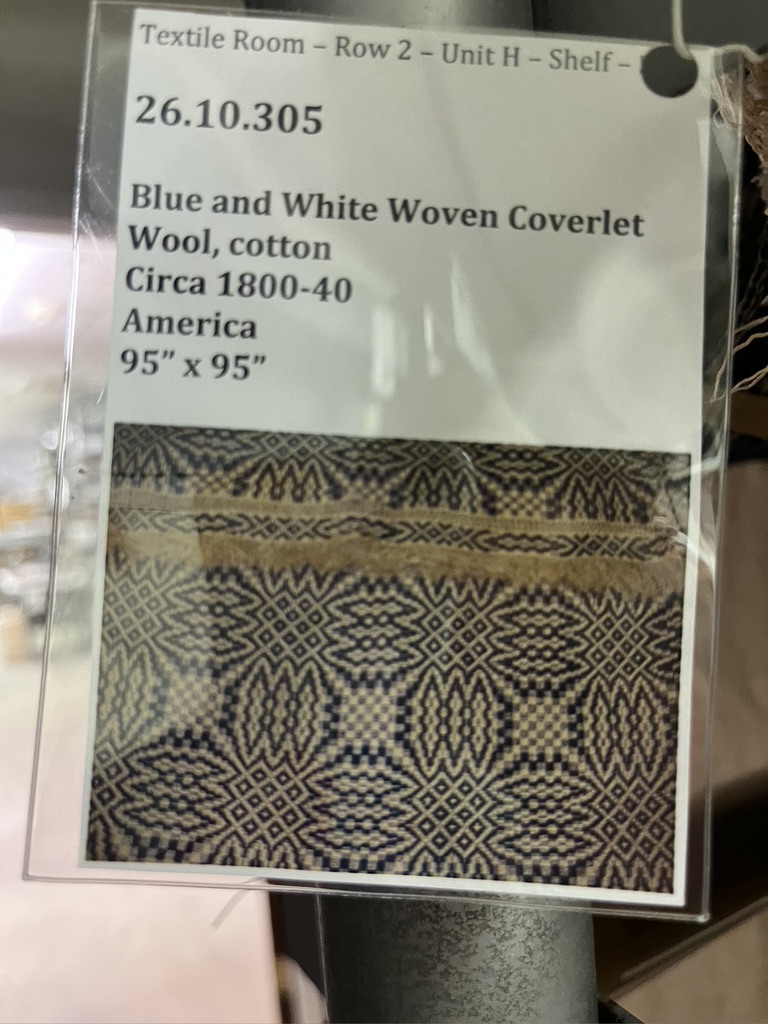 Textile Room – Row 2 – Unit H – Shelf –
26.10.305
Blue and White Woven Coverlet
Wool, cotton
Circa 1800-40
America
95” x 95”